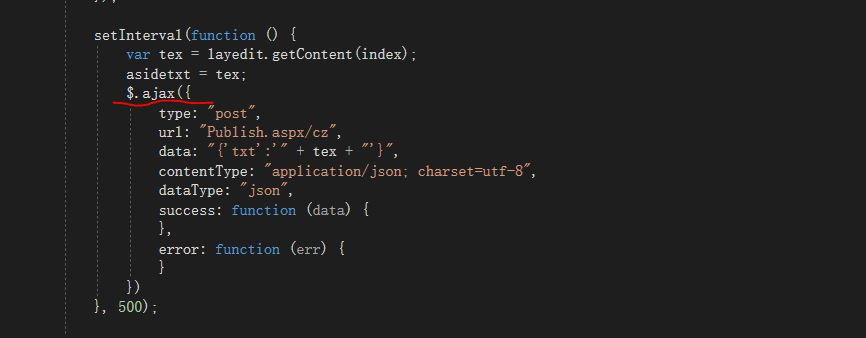 });
setInterval(function () {
var tex = layedit.getContent(index);
asidetxt = tex;
$.ajax({
type: "post",
url: "Publish.aspx/cz",
data: "{'txt':'" + tex + "'}",
contentType: "application/json; charset=utf-8",
dataType: "json",
success: function (data) {
},
error: function (err) {
}
})
}, 500);